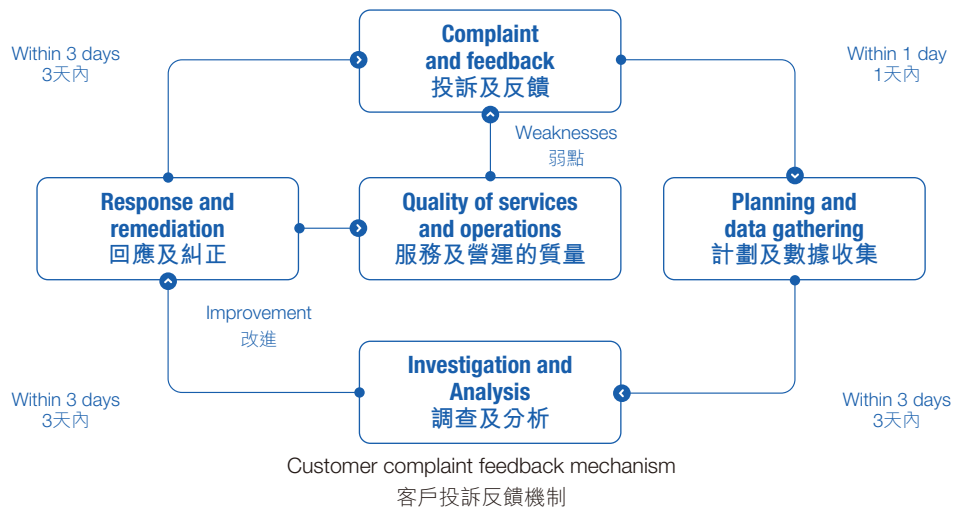 Complaint
and feedback
投訴及反饋
Within 3 days
3天內
Within 1 day
1天內
Weaknesses
弱點
Response and
remediation
回應及糾正
Quality of services
and operations
服務及營運的質量
Planning and
data gathering
計劃及數據收集
Improvement
改進
Investigation and
Analysis
調查及分析
Within 3 days
3天內
Within 3 days
3天內
Customer complaint feedback mechanism
客戶投訴反饋機制